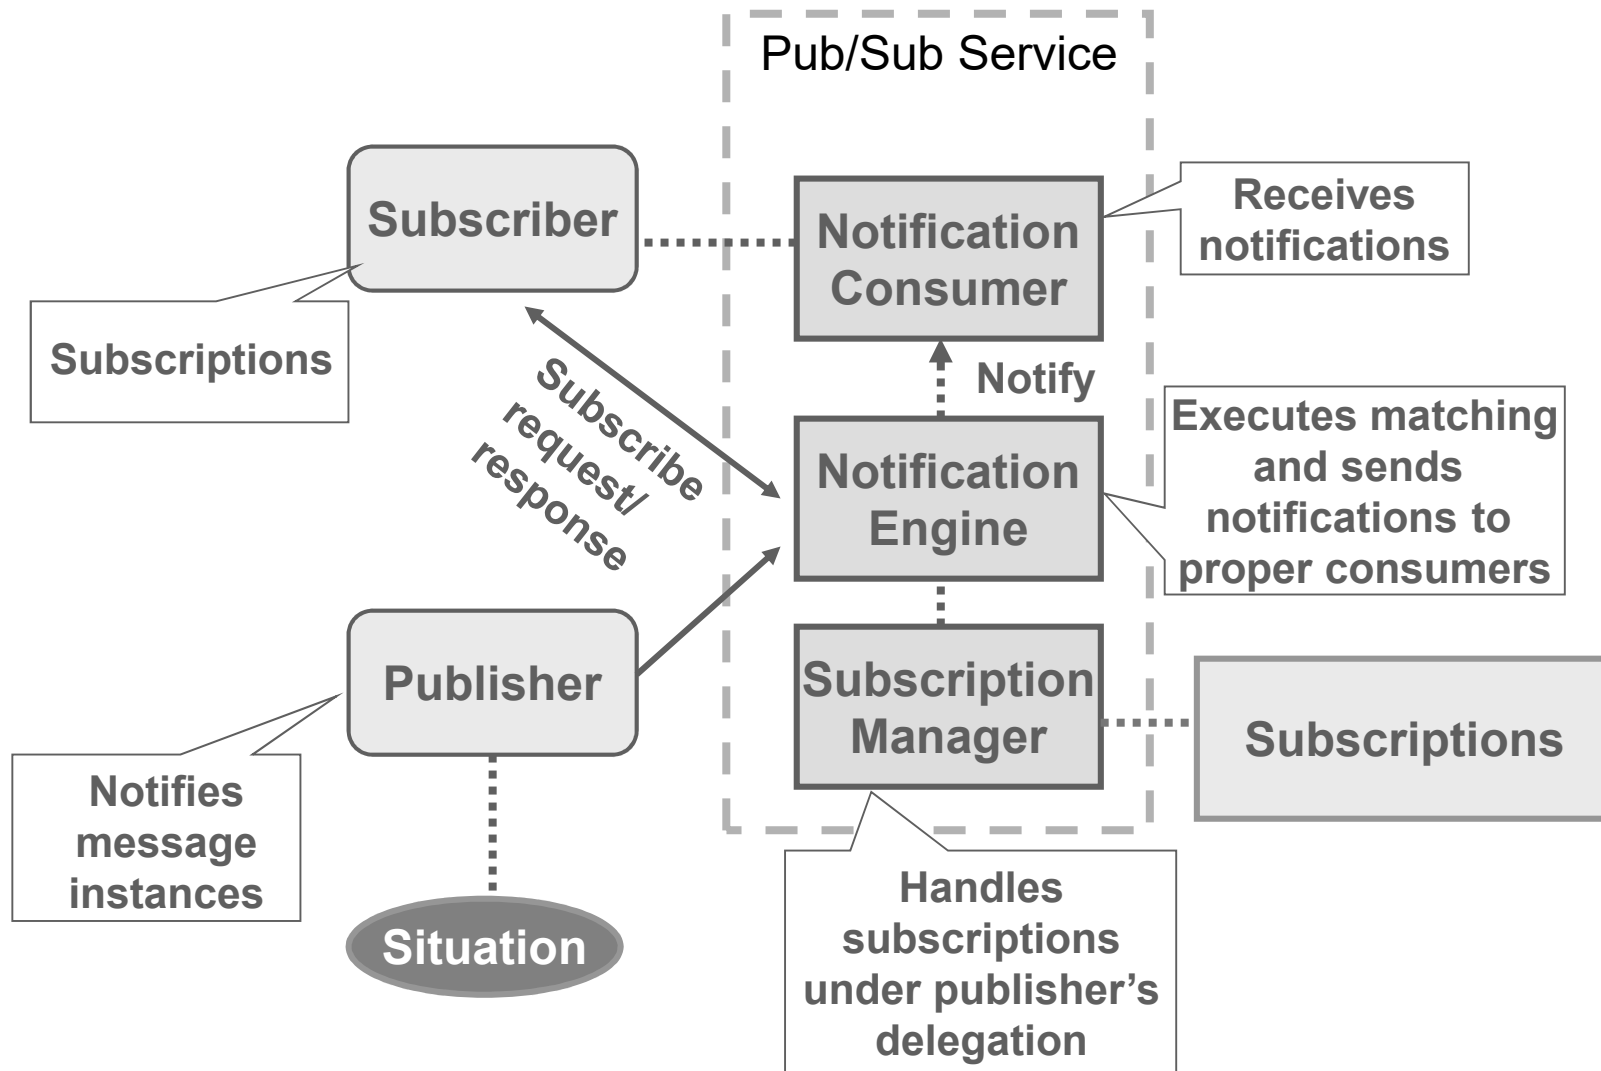 Pub/Sub Service
Subscriber
Notification
Consumer
Receives
notifications
Subscriptions
Subscribe
request/
response
Notify
Notification
Engine
Executes matching
and sends
notifications to
proper consumers
Publisher
Subscription
Manager
Subscriptions
Notifies
message
instances
Situation
Handles
subscriptions
under publisher’s
delegation